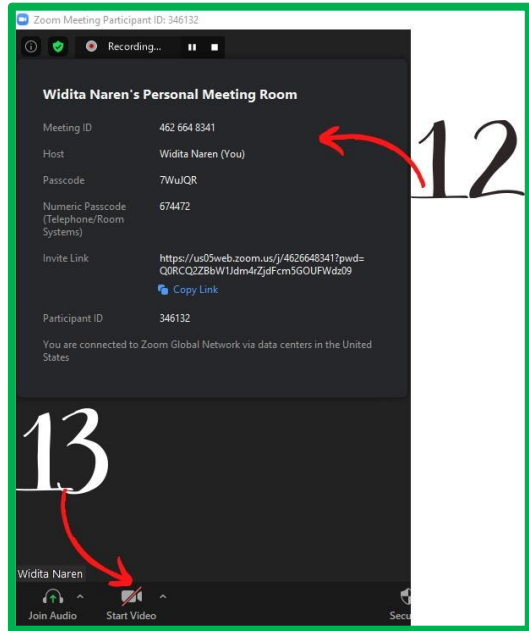 Zoom Meeting Participant ID: 346132
Recording...
Widita Naren's Personal Meeting Room
Meeting ID 462 664 8341
Host Widita Naren (You)
Passcode 7WuJQR
Numeric Passcode 674472
(Telephone/Room
Systems)
Invite Link https://us05web.zoom.us/j/4626648341?pwd=
Q0RCQ2ZBbW1Jdm4rZjdFcm5GOUFWdz09
Copy Link
Participant ID 346132
You are connected to Zoom Global Network via data centers in the United
States
12
13
Widita Naren
Join Audio Start Video Secu